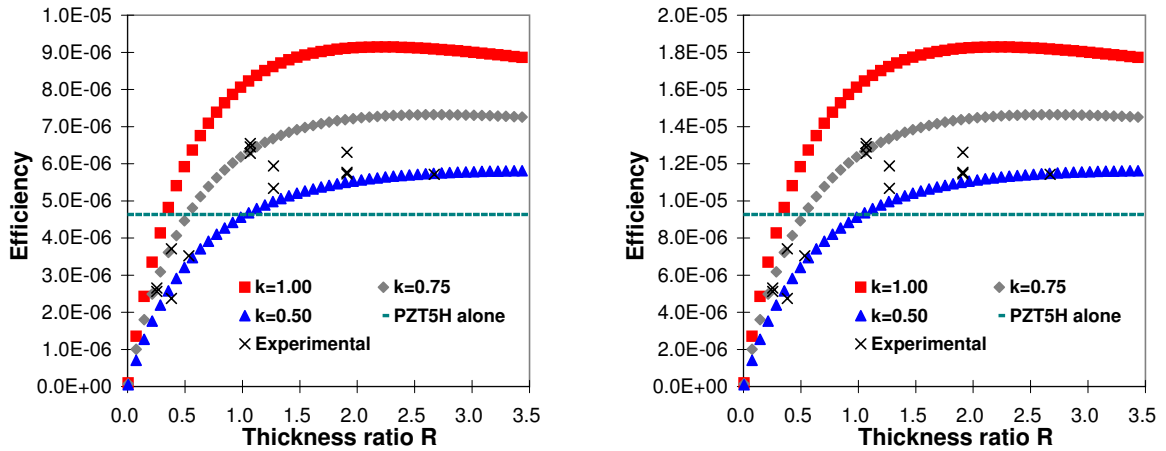 1.0E-05
9.0E-06
8.0E-06
7.0E-06
6.0E-06
5.0E-06
4.0E-06
3.0E-06
2.0E-06
1.0E-06
0.0E+00
Efficiency
k=1.00 k=0.75
k=0.50 PZT5H alone
Experimental
0.0 0.5 1.0 1.5 2.0 2.5 3.0 3.5
Thickness ratio R
2.0E-05
1.8E-05
1.6E-05
1.4E-05
1.2E-05
1.0E-05
8.0E-06
6.0E-06
4.0E-06
2.0E-06
0.0E+00
Efficiency
k=1.00 k=0.75
k=0.50 PZT5H alone
Experimental
0.0 0.5 1.0 1.5 2.0 2.5 3.0 3.5
Thickness ratio R